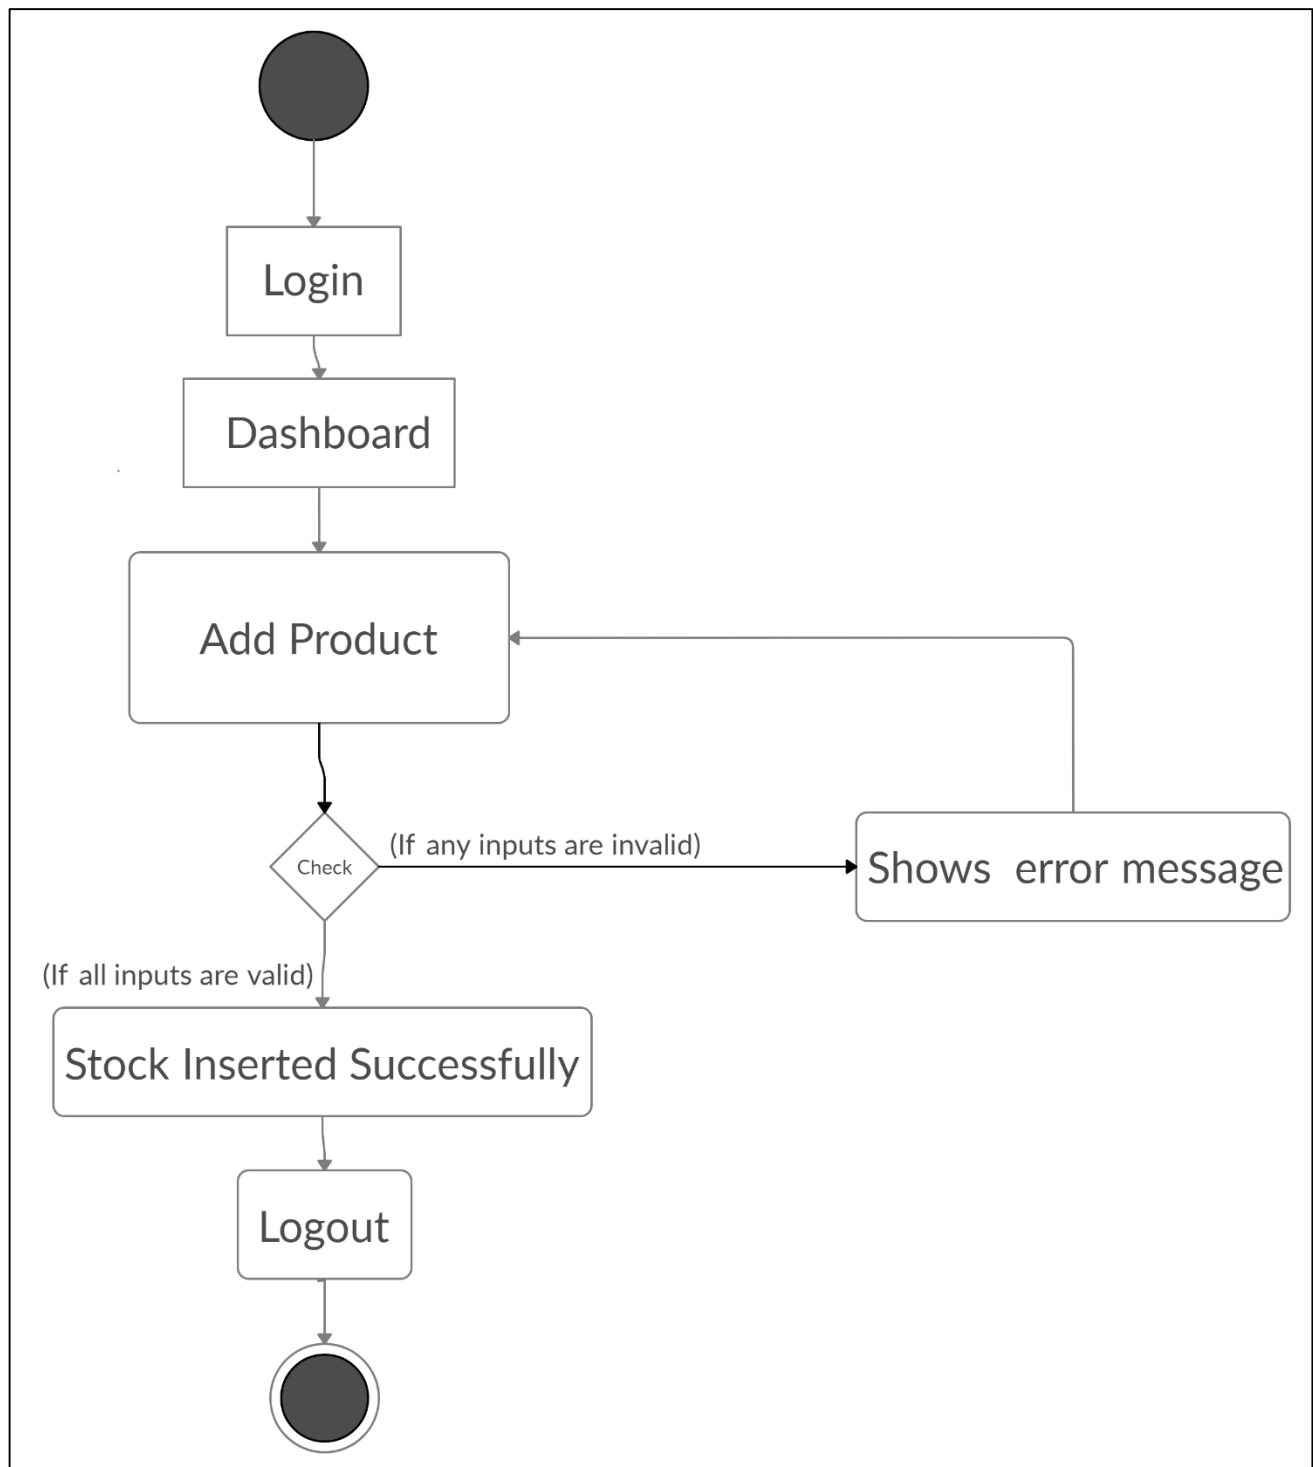 Login
Dashboard
Add Product
Check
(If any inputs are invalid)
Shows error message
(If all inputs are valid)
Stock Inserted Successfully
Logout